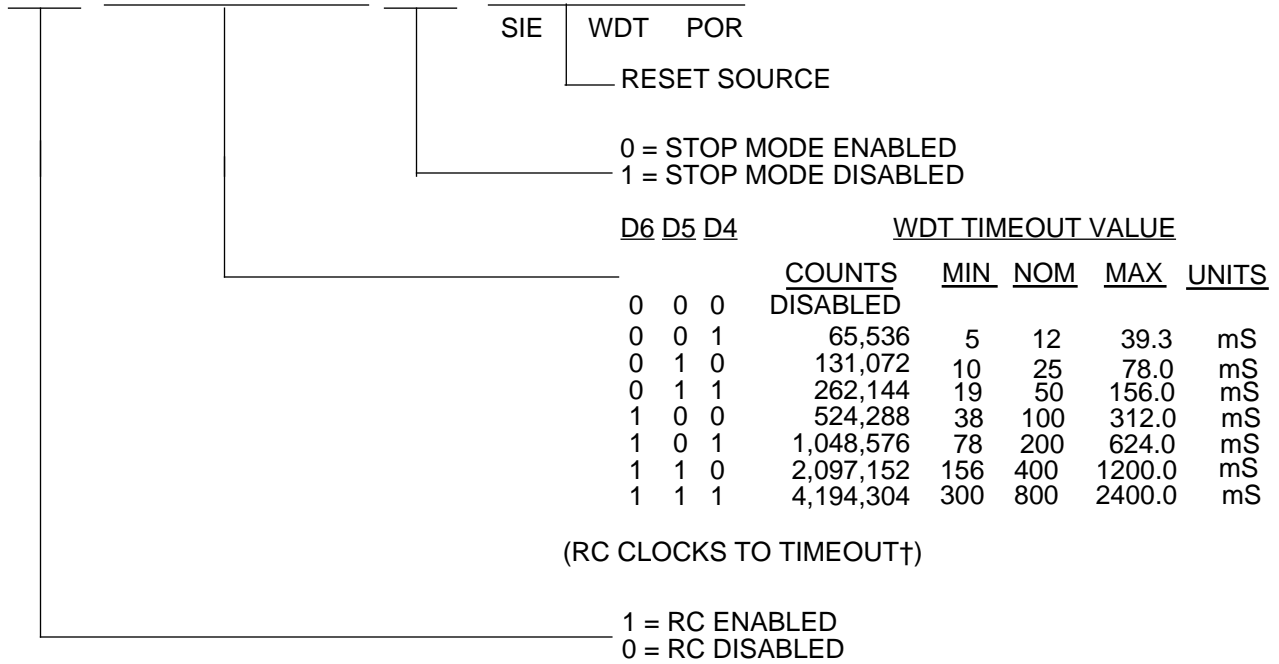 SIE WDT POR
RESET SOURCE
0 = STOP MODE ENABLED
1 = STOP MODE DISABLED
D6 D5 D4 WDT TIMEOUT VALUE
COUNTS MIN NOM MAX UNITS
0 0 0 DISABLED
0 0 1 65,536 5 12 39.3 mS
0 1 0 131,072 10 25 78.0 mS
0 1 1 262,144 19 50 156.0 mS
1 0 0 524,288 38 100 312.0 mS
1 0 1 1,048,576 78 200 624.0 mS
1 1 0 2,097,152 156 400 1200.0 mS
1 1 1 4,194,304 300 800 2400.0 mS
(RC CLOCKS TO TIMEOUT†)
1 = RC ENABLED
0 = RC DISABLED